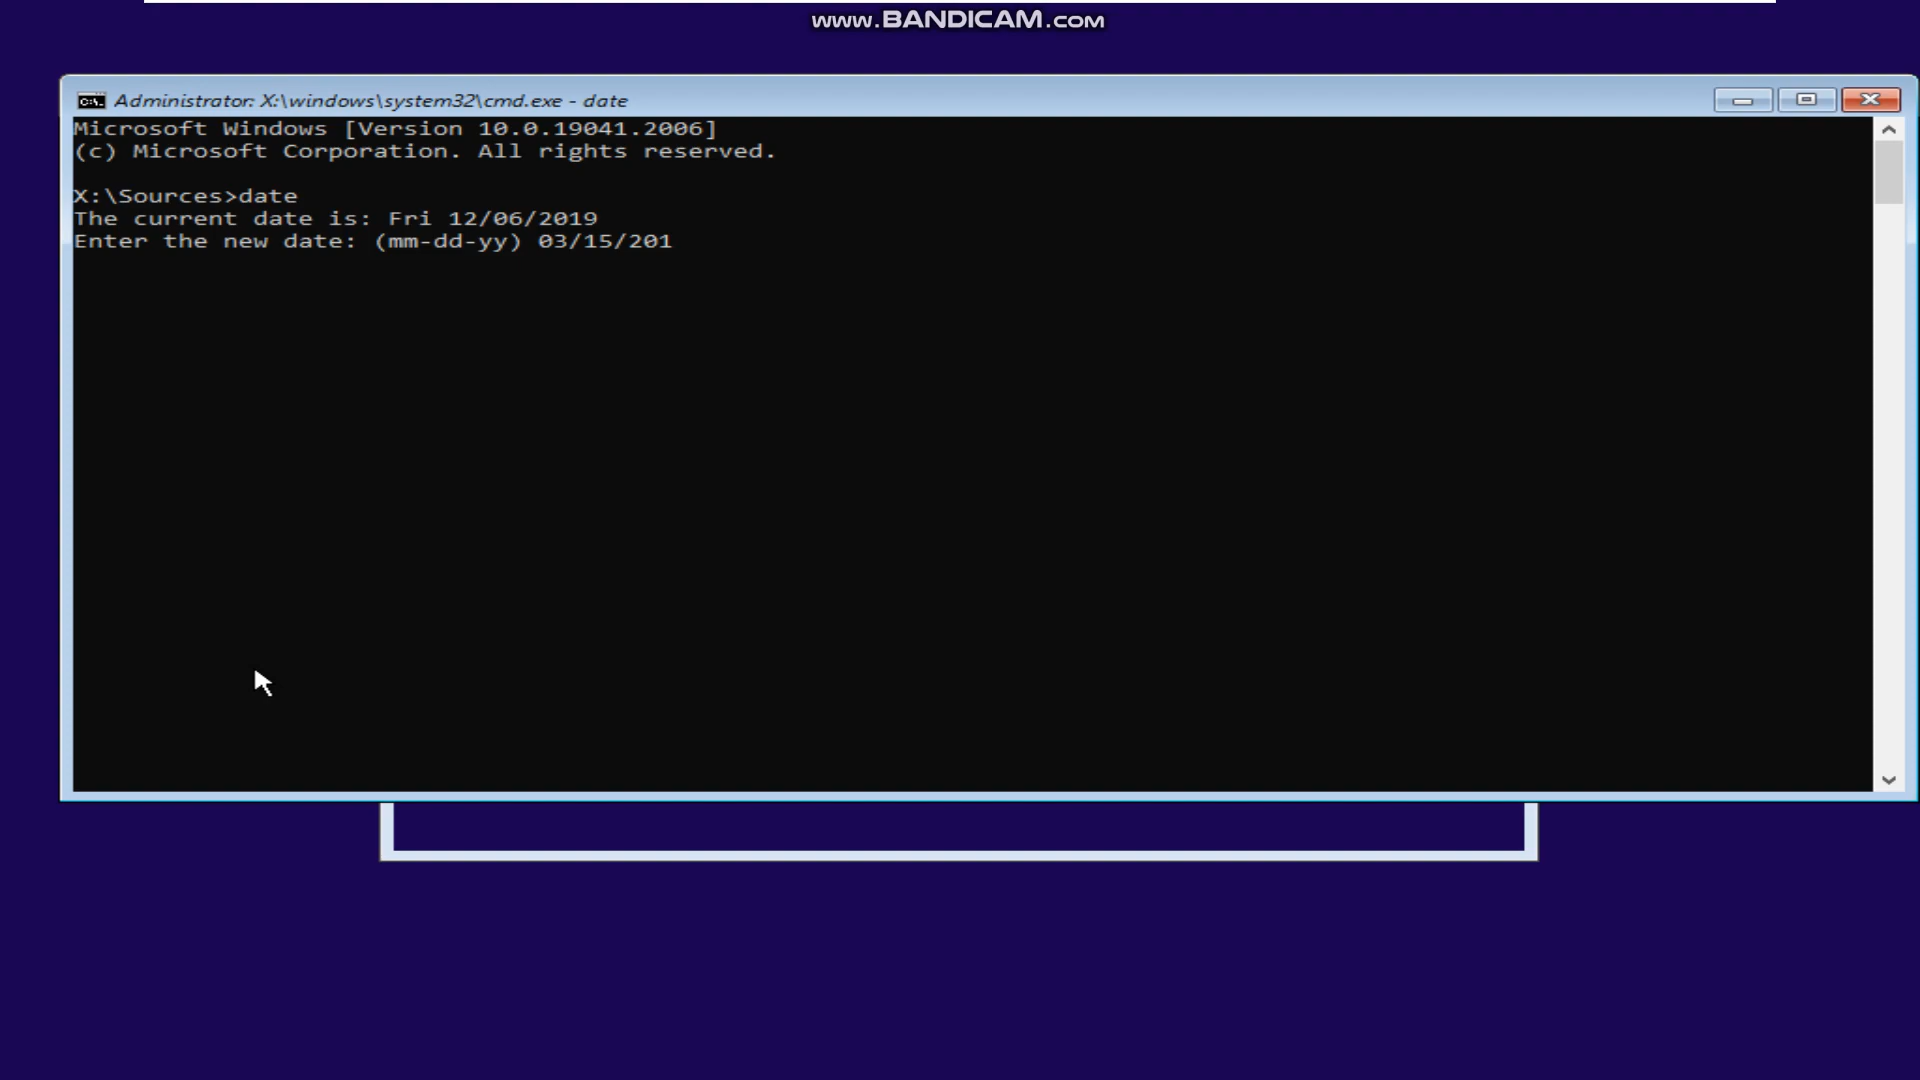 www.BANDICAM.com
Administrator: X:\windows\system32\cmd.exe - date
Microsoft Windows [Version 10.0.19041.2006]
(c) Microsoft Corporation. All rights reserved.
X:\Sources>date
The current date is: Fri 12/06/2019
Enter the new date: (mm-dd-yy) 03/15/201